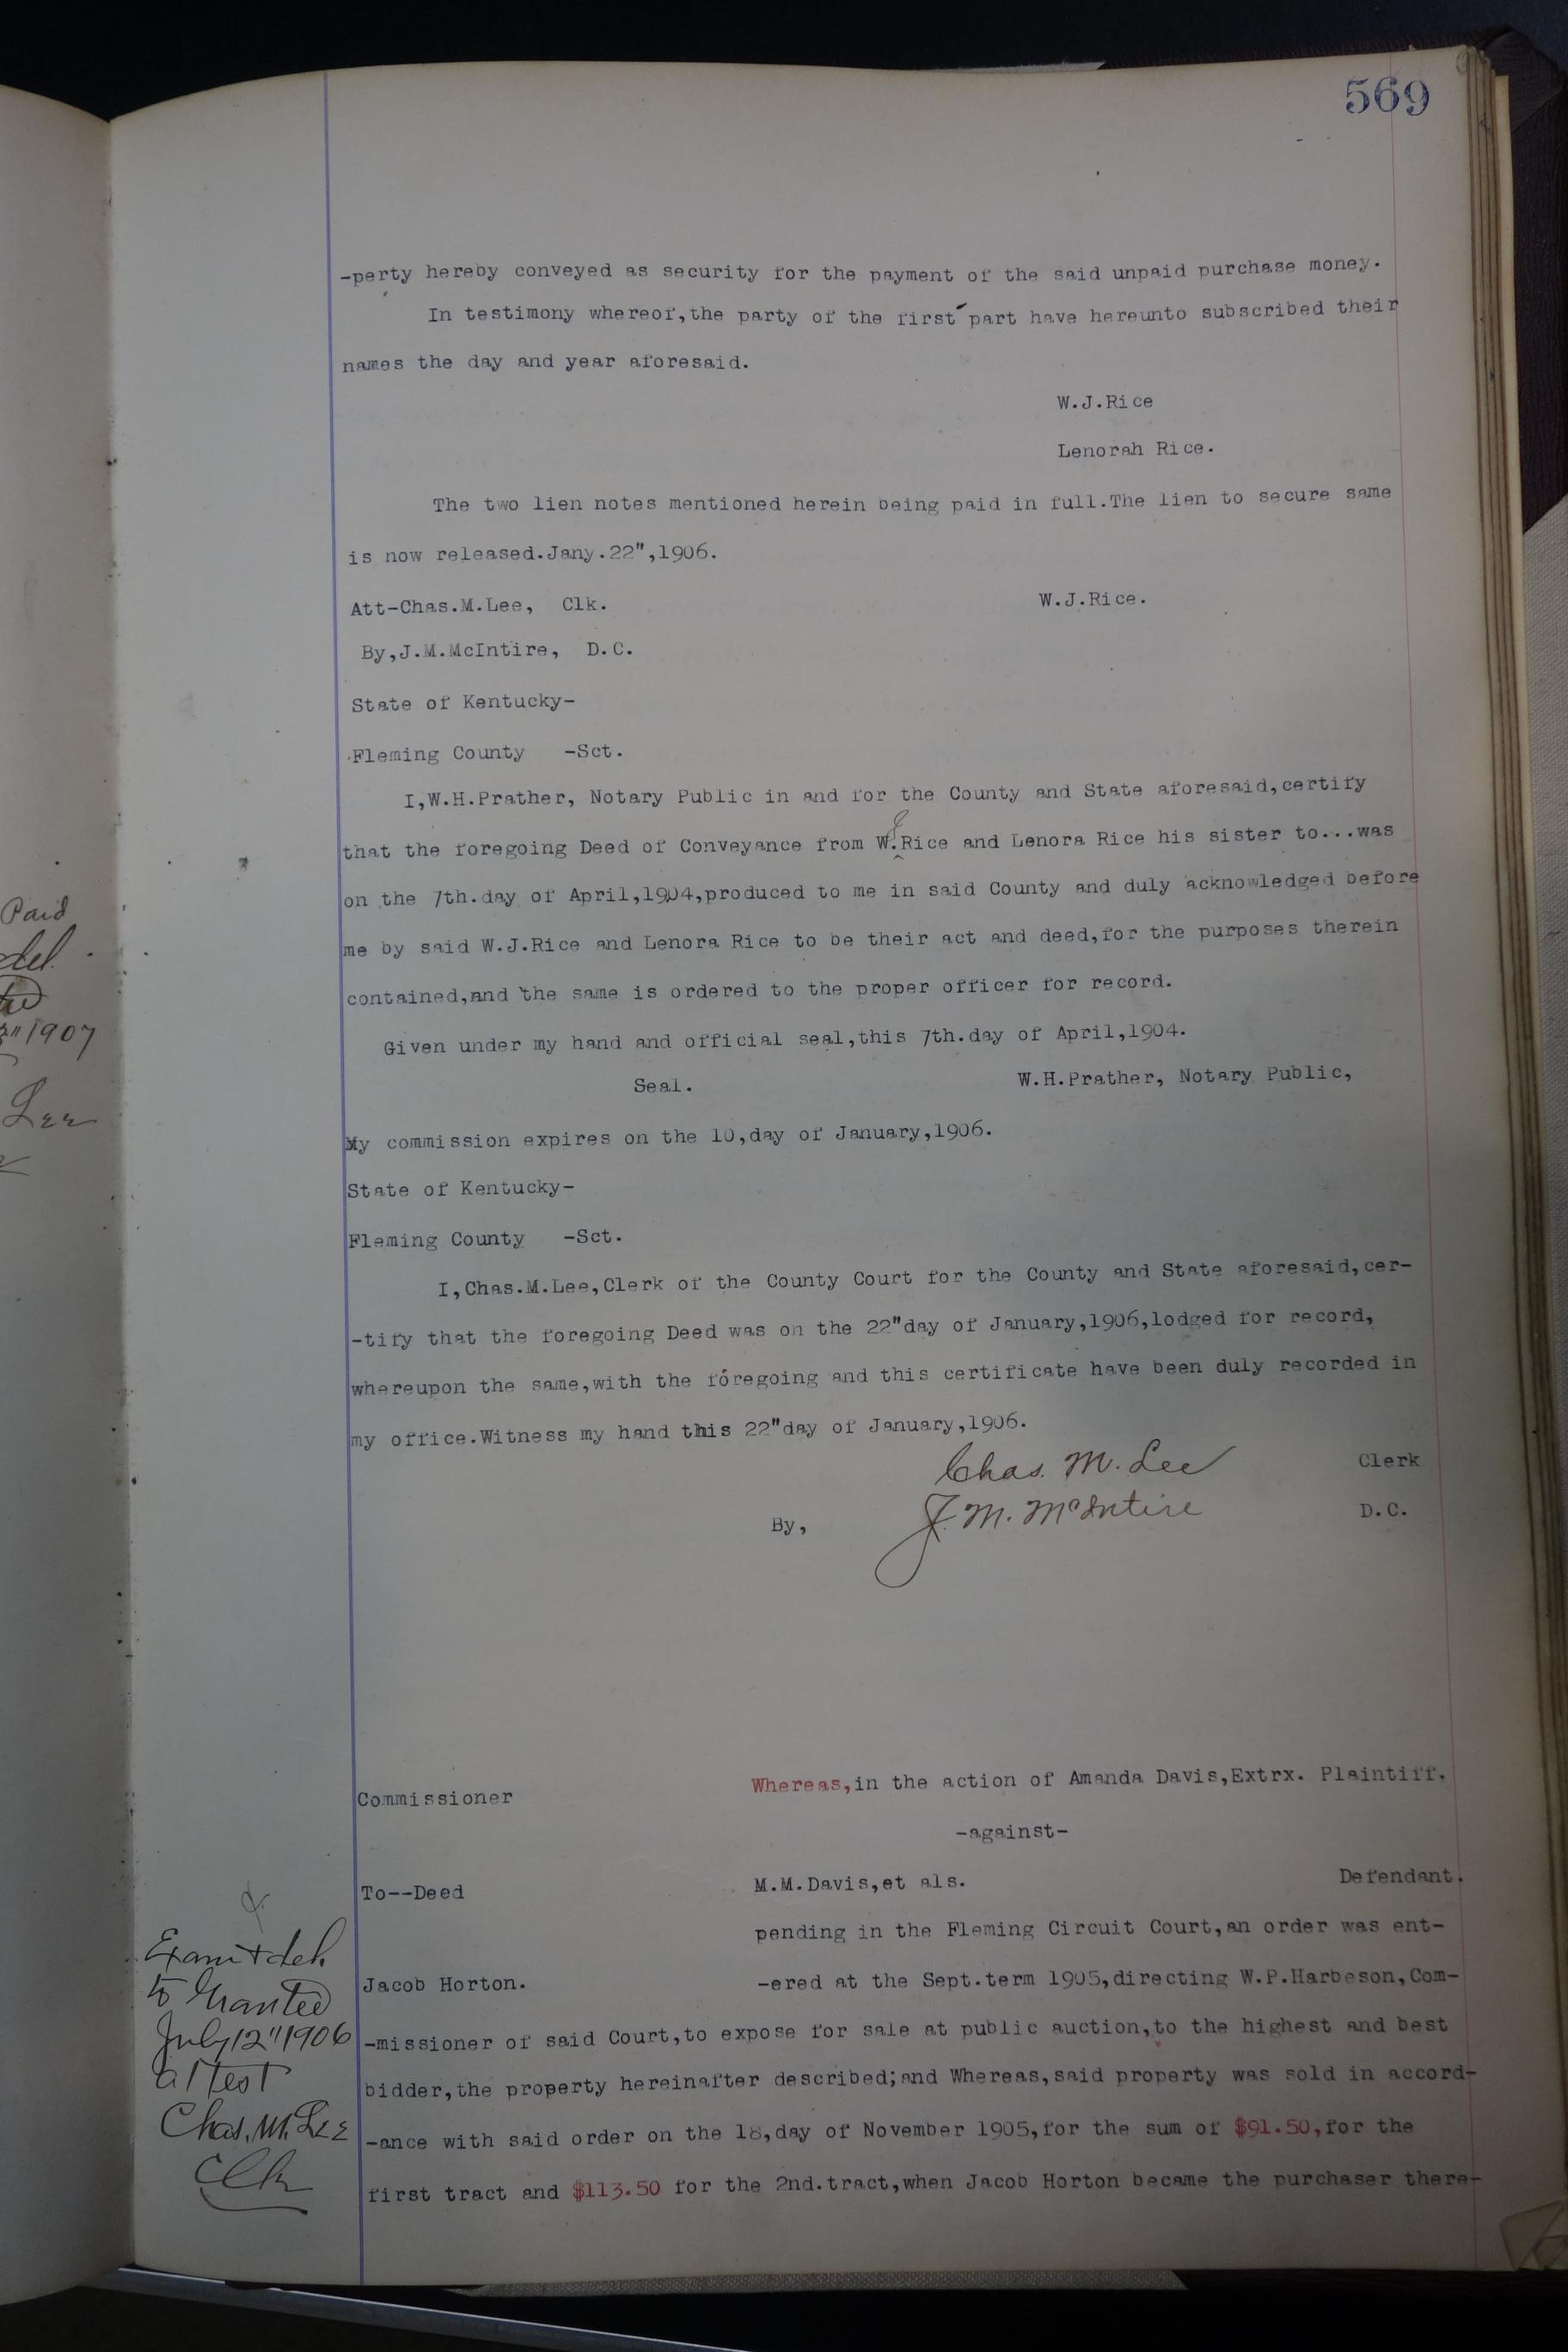 569
-perty hereby conveyed as security for the payment of the said unpaid purchase money.
In testimony whereof,the party of the first part have hereunto subscribed their
names the day and year aforesaid.
W.J.Rice
Lenorah Rice.
The two lien notes mentioned herein being paid in full.The lien to secure same
is now released.Jany.22",1906.
Att-Chas.M.Lee, Clk. W.J.Rice.
By,J.M.McIntire, D.C.
State of Kentucky-
Fleming County -Sct.
I,W.H.Prather, Notary Public in and for the County and State aforesaid,certify
that the foregoing Deed of Conveyance from W.J Rice and Lenora Rice his sister to...was
on the 7th.day of April,1904,produced to me in said County and duly acknowledged before
me by said W.J.Rice and Lenora Rice to be their act and deed,for the purposes therein
contained,and the same is ordered to the proper officer for record.
Given under my hand and official seal,this 7th.day of April,1904.
Seal. W.H.Prather, Notary Public,
My commission expires on the 10,day of January,1906.
State of Kentucky-
Fleming County -Sct.
I,Chas.M.Lee,Clerk of the County Court for the County and State aforesaid,cer-
-tify that the foregoing Deed was on the 22"day of January,1906,lodged for record,
whereupon the same,with the foregoing and this certificate have been duly recorded in
my office.Witness my hand this 22"day of January,1906.
Chas. M. Lee Clerk
By, J. M. McIntire D.C.
Commissioner Whereas,in the action of Amanda Davis,Extrx. Plaintiff.
-against-
To--Deed M.M.Davis,et als. Defendant.
pending in the Fleming Circuit Court,an order was ent-
Jacob Horton. -ered at the Sept.term 1905,directing W.P.Harbeson,Com-
-missioner of said Court,to expose for sale at public auction,to the highest and best
bidder,the property hereinafter described;and Whereas,said property was sold in accord-
-ance with said order on the 18,day of November 1905,for the sum of $91.50,for the
first tract and $113.50 for the 2nd.tract,when Jacob Horton became the purchaser there-
Exam + del.
to Grantee
July 12" 1906
attest
Chas. M. Lee
Clk
Paid
del.
1907
Lee